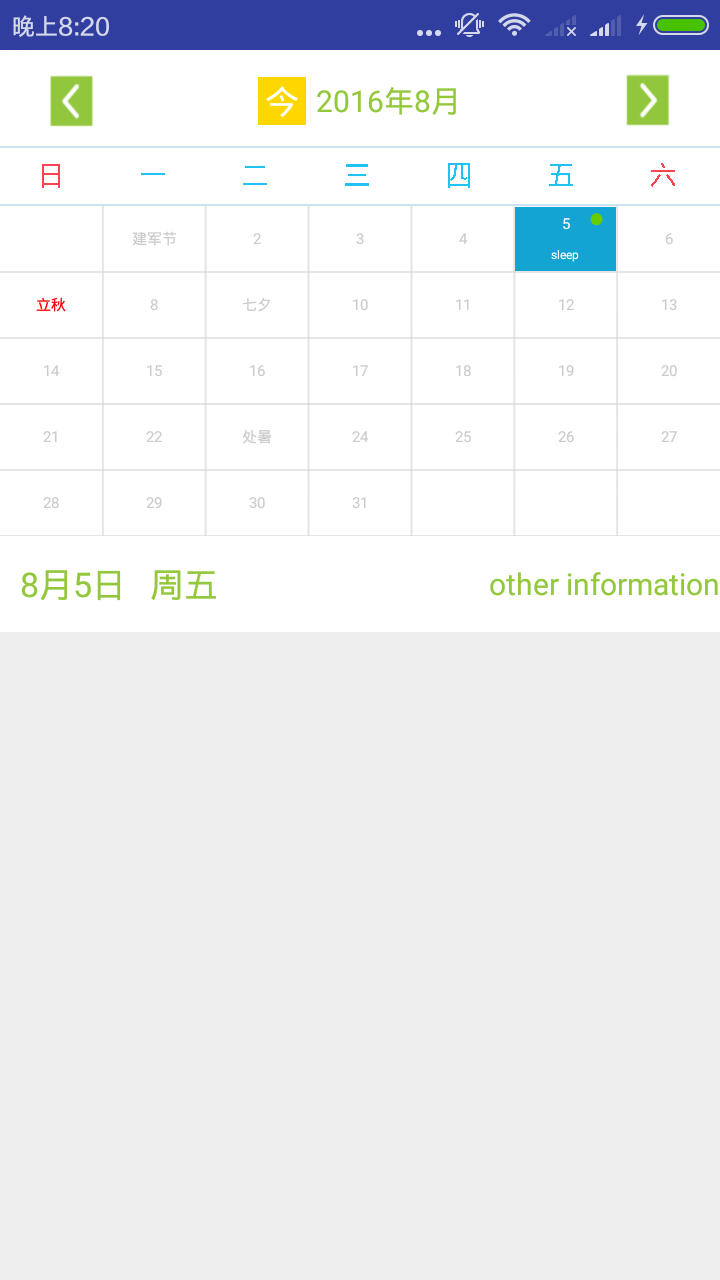 晚上8:20
今 2016年8月
日 一 二 三 四 五 六
建军节 2 3 4 5 6
sleep
立秋 8 七夕 10 11 12 13
14 15 16 17 18 19 20
21 22 处暑 24 25 26 27
28 29 30 31
8月5日 周五 other information